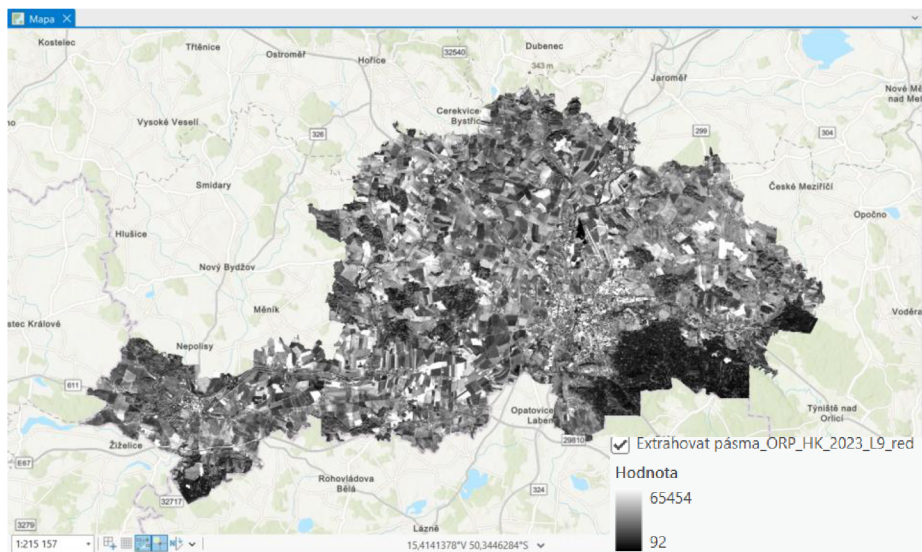 Mapa
Kostelec
Třtěnice
Ostroměř
Hořice
32540
Dubenec
343 m
Jaroměř
Nové Mě
nad Met
Cerekvice
Bystřic
Vysoké Veselí
326
299
304
Smidary
České Meziříčí
Opočno
Hlušice
Nový Bydžov
Měník
stec Králové
Voděra
Nepolisy
611
Opatovice
Laben
Týniště nad
Orlicí
29810
Žiželice
E67
Rohovládova
Bělá
32717
324
3279
Lázně
Extrahovat pásma_ORP_HK_2023_L9_red
Hodnota
65454
92
1:215 157
15,4141378°V 50,3446284°S